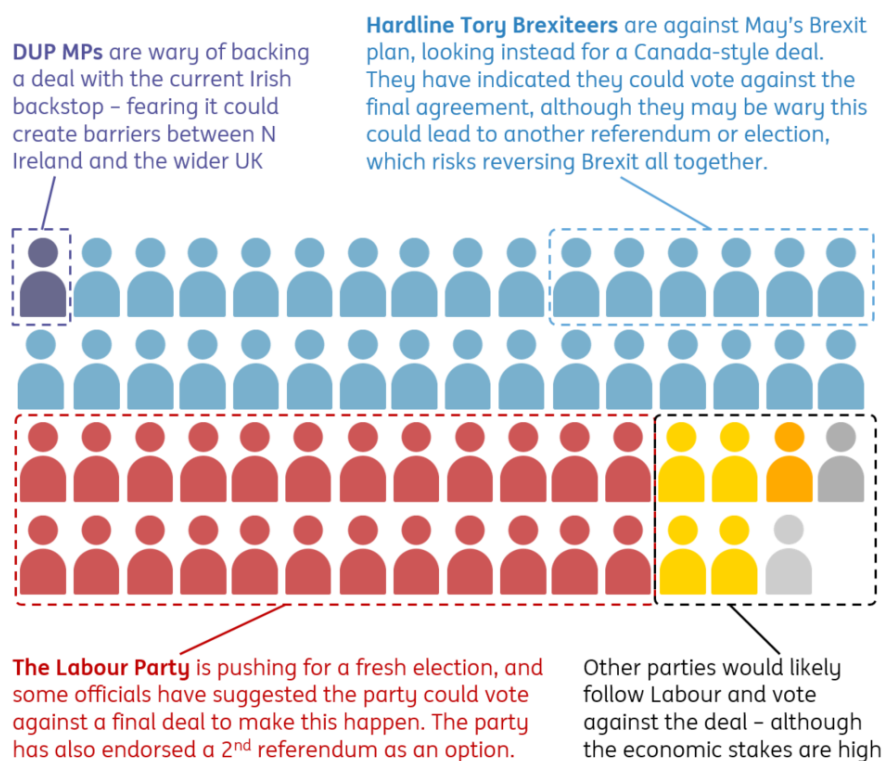 DUP MPs are wary of backing
a deal with the current Irish
backstop – fearing it could
create barriers between N
Ireland and the wider UK
Hardline Tory Brexiteers are against May's Brexit
plan, looking instead for a Canada-style deal.
They have indicated they could vote against the
final agreement, although they may be wary this
could lead to another referendum or election,
which risks reversing Brexit all together.
The Labour Party is pushing for a fresh election, and
some officials have suggested the party could vote
against a final deal to make this happen. The party
has also endorsed a 2nd referendum as an option.
Other parties would likely
follow Labour and vote
against the deal – although
the economic stakes are high